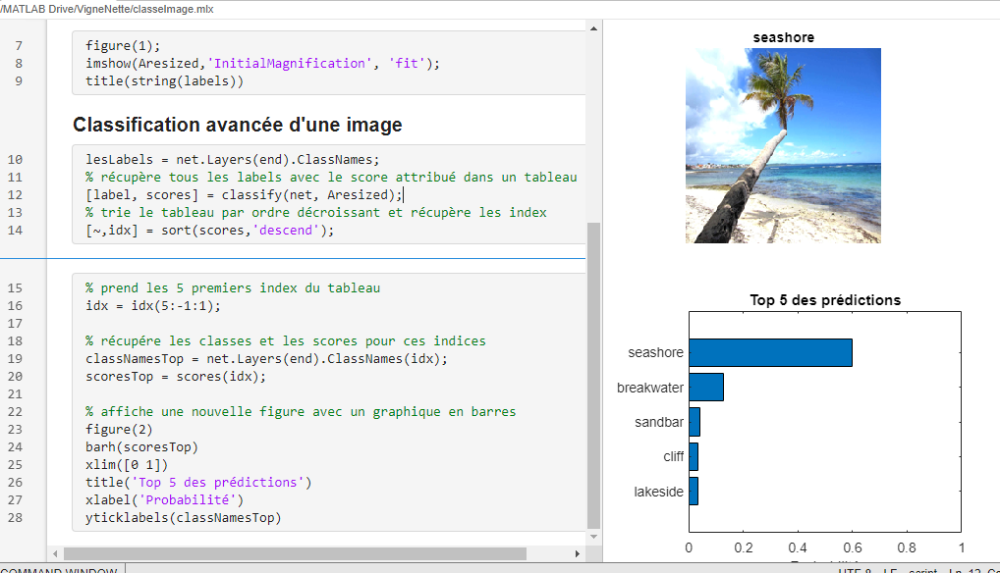 /MATLAB Drive/VigneNette/classeImage.mlx
7 figure(1);
8 imshow(Aresized,'InitialMagnification', 'fit');
9 title(string(labels))
Classification avancée d'une image
10 lesLabels = net.Layers(end).ClassNames;
11 % récupère tous les labels avec le score attribué dans un tableau
12 [label, scores] = classify(net, Aresized);
13 % trie le tableau par ordre décroissant et récupère les index
14 [~,idx] = sort(scores,'descend');
15 % prend les 5 premiers index du tableau
16 idx = idx(5:-1:1);
17
18 % récupére les classes et les scores pour ces indices
19 classNamesTop = net.Layers(end).ClassNames(idx);
20 scoresTop = scores(idx);
21
22 % affiche une nouvelle figure avec un graphique en barres
23 figure(2)
24 barh(scoresTop)
25 xlim([0 1])
26 title('Top 5 des prédictions')
27 xlabel('Probabilité')
28 yticklabels(classNamesTop)
seashore
Top 5 des prédictions
seashore
breakwater
sandbar
cliff
lakeside
0 0.2 0.4 0.6 0.8 1
COMMAND WINDOW
UTF-8 LF script Ln 12